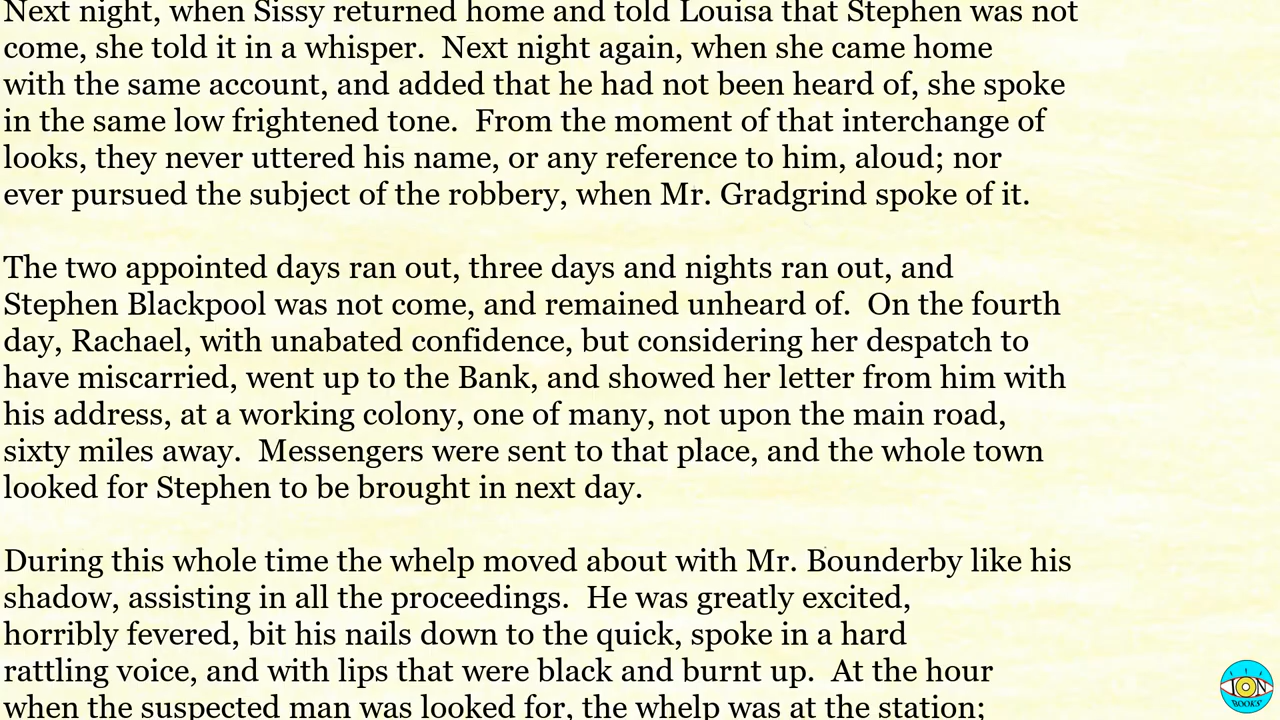 Next night, when Sissy returned home and told Louisa that Stephen was not
come, she told it in a whisper.  Next night again, when she came home
with the same account, and added that he had not been heard of, she spoke
in the same low frightened tone.  From the moment of that interchange of
looks, they never uttered his name, or any reference to him, aloud; nor
ever pursued the subject of the robbery, when Mr. Gradgrind spoke of it.

The two appointed days ran out, three days and nights ran out, and
Stephen Blackpool was not come, and remained unheard of.  On the fourth
day, Rachael, with unabated confidence, but considering her despatch to
have miscarried, went up to the Bank, and showed her letter from him with
his address, at a working colony, one of many, not upon the main road,
sixty miles away.  Messengers were sent to that place, and the whole town
looked for Stephen to be brought in next day.

During this whole time the whelp moved about with Mr. Bounderby like his
shadow, assisting in all the proceedings.  He was greatly excited,
horribly fevered, bit his nails down to the quick, spoke in a hard
rattling voice, and with lips that were black and burnt up.  At the hour
when the suspected man was looked for, the whelp was at the station;
ION
BOOKS